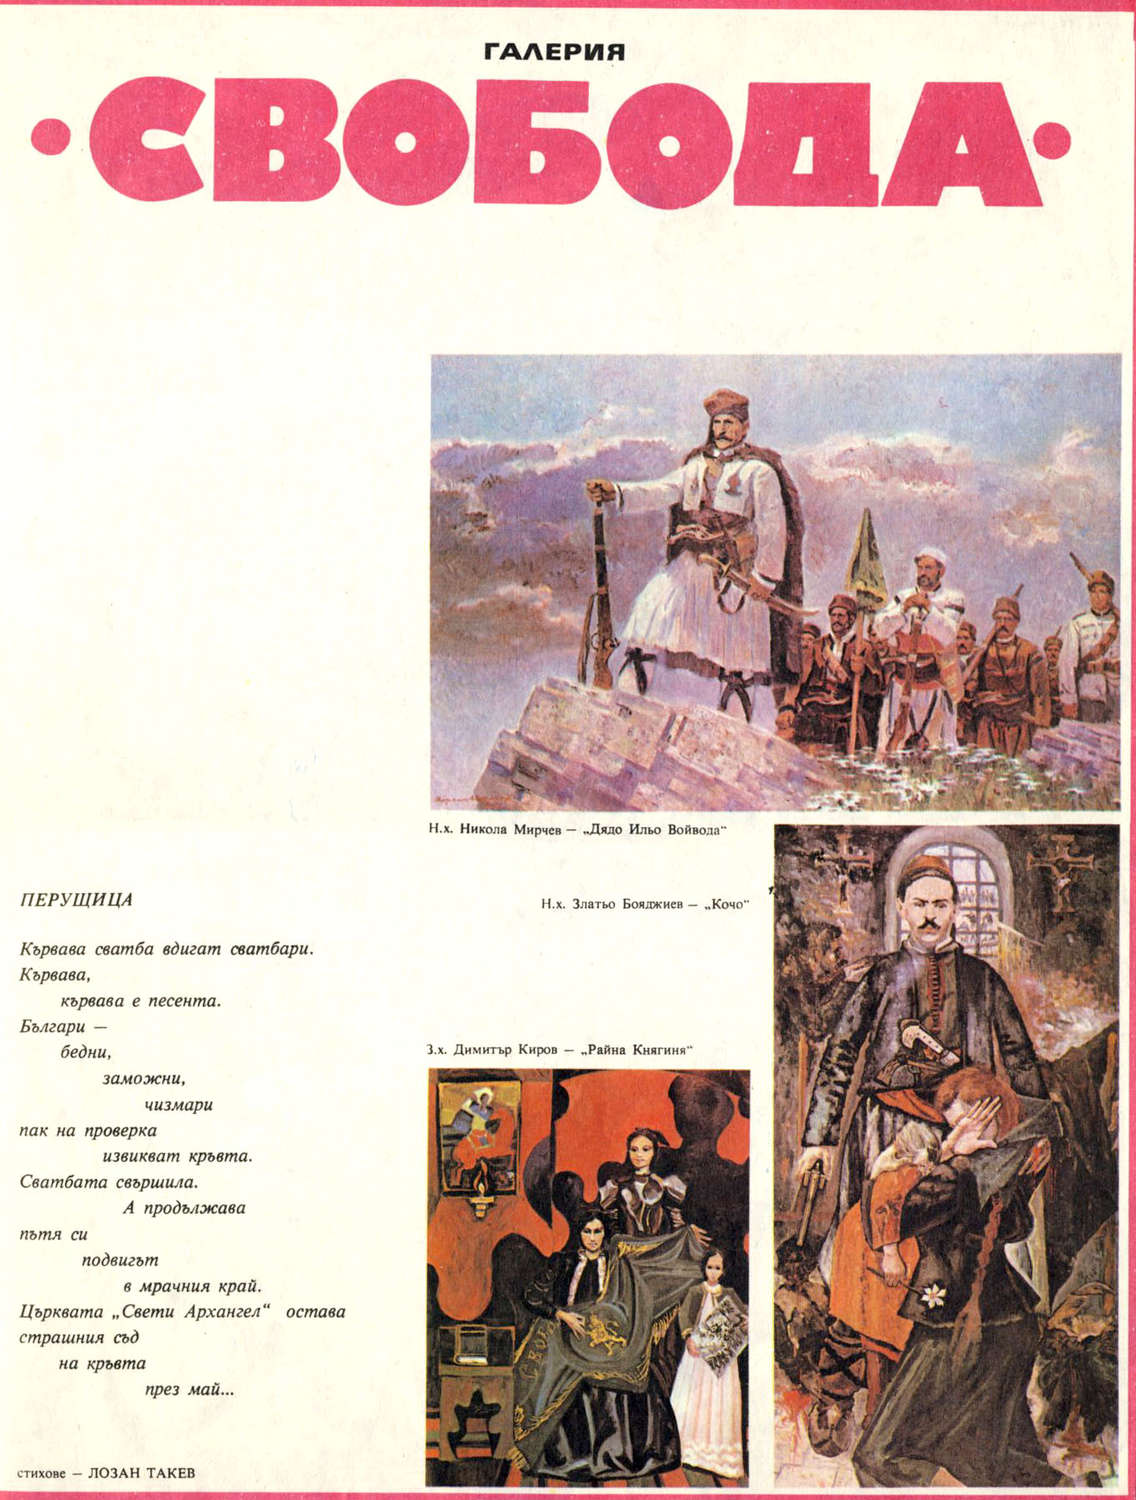 ГАЛЕРИЯ
•СВОБОДА•
Н.х. Никола Мирчев — „Дядо Ильо Войвода“
Н.х. Златьо Бояджиев — „Кочо“
З.х. Димитър Киров — „Райна Княгиня“
ПЕРУЩИЦА
Кървава сватба вдигат сватбари.
Кървава,
кървава е песента.
Българи —
бедни,
заможни,
чизмари
пак на проверка
извикват кръвта.
Сватбата свършила.
А продължава
пътя си
подвигът
в мрачния край.
Църквата „Свети Архангел“ остава
страшния съд
на кръвта
през май...
стихове — ЛОЗАН ТАКЕВ